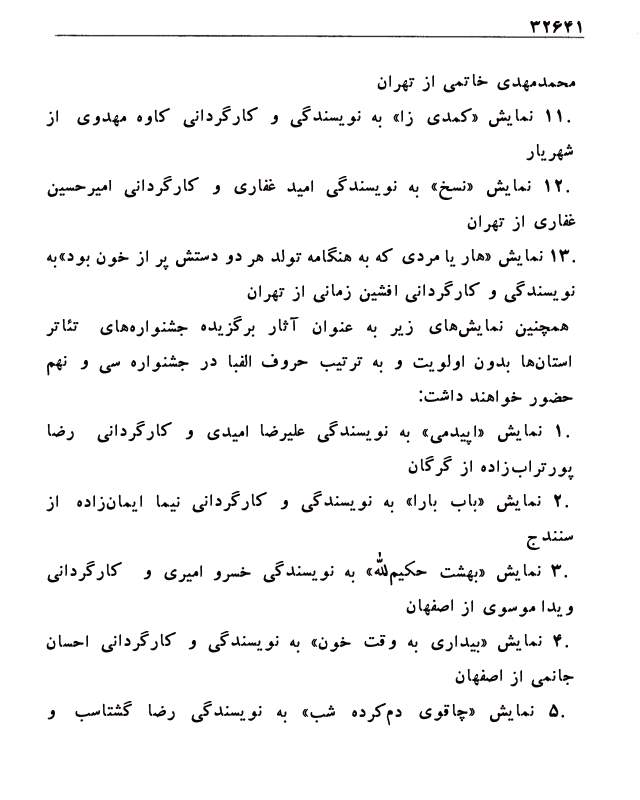 ۳۲۶۴۱
محمدمهدی خاتمی از تهران
.۱۱ نمایش «کمدی زا» به نویسندگی و کارگردانی کاوه مهدوی از
شهریار
.۱۲ نمایش «نسخ» به نویسندگی امید غفاری و کارگردانی امیرحسین
غفاری از تهران
.۱۳ نمایش «هار یا مردی که به هنگامه تولد هر دو دستش پر از خون بود»به
نویسندگی و کارگردانی افشین زمانی از تهران
همچنین نمایش‌های زیر به عنوان آثار برگزیده جشنواره‌های تئاتر
استان‌ها بدون اولویت و به ترتیب حروف الفبا در جشنواره سی و نهم
حضور خواهند داشت:
.۱ نمایش «اپیدمی» به نویسندگی علیرضا امیدی و کارگردانی رضا
پورتراب‌زاده از گرگان
.۲ نمایش «باب بارا» به نویسندگی و کارگردانی نیما ایمان‌زاده از
سنندج
.۳ نمایش «بهشت حکیم‌لله» به نویسندگی خسرو امیری و کارگردانی
ویدا موسوی از اصفهان
.۴ نمایش «بیداری به وقت خون» به نویسندگی و کارگردانی احسان
جانمی از اصفهان
.۵ نمایش «چاقوی دم‌کرده شب» به نویسندگی رضا گشتاسب و